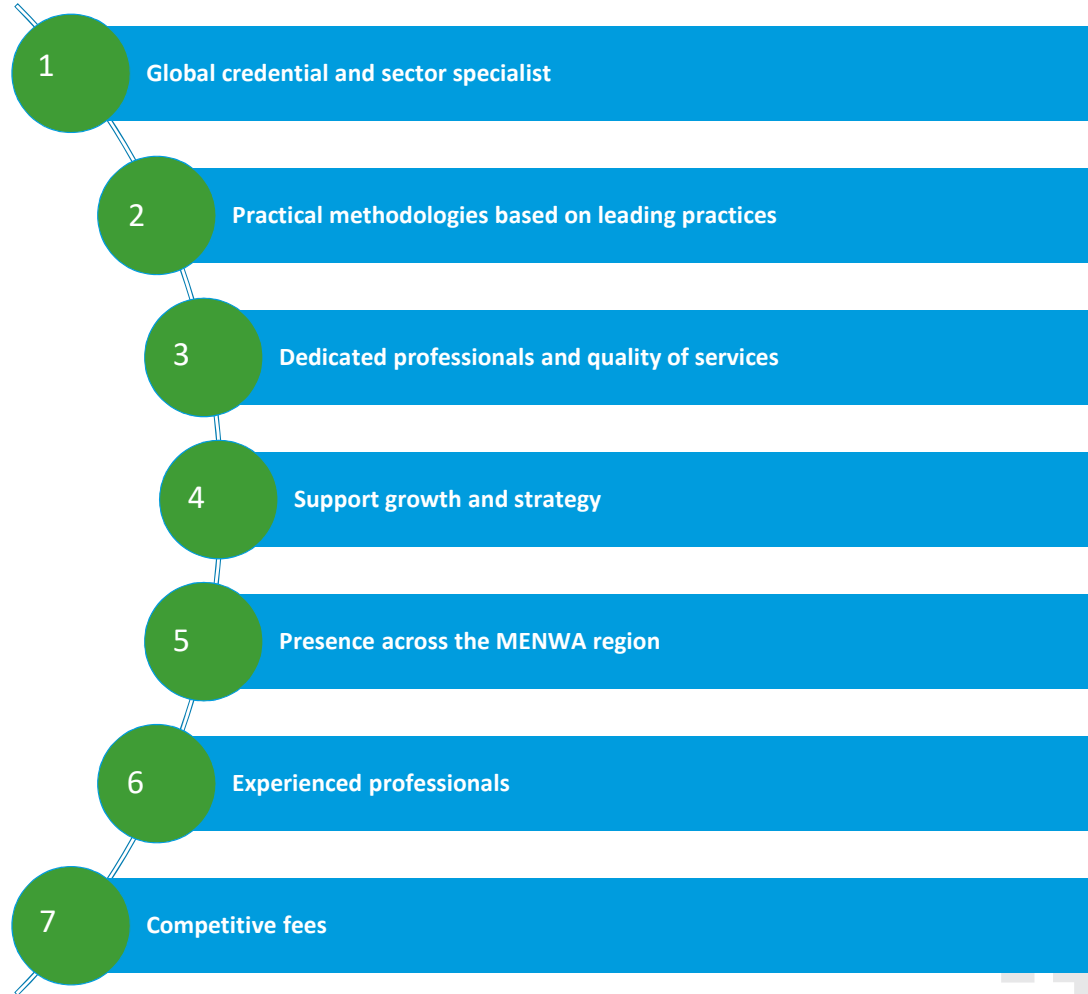 1
Global credential and sector specialist
2
Practical methodologies based on leading practices
3
Dedicated professionals and quality of services
4
Support growth and strategy
5
Presence across the MENWA region
6
Experienced professionals
7
Competitive fees